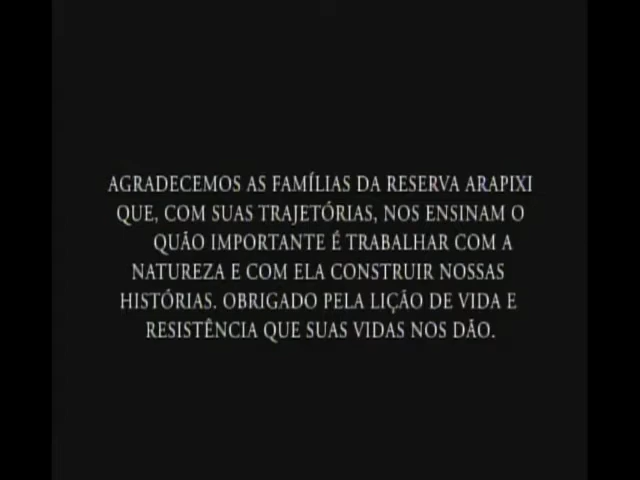 AGRADECEMOS AS FAMÍLIAS DA RESERVA ARAPIXI
QUE, COM SUAS TRAJETÓRIAS, NOS ENSINAM O
QUÃO IMPORTANTE É TRABALHAR COM A
NATUREZA E COM ELA CONSTRUIR NOSSAS
HISTÓRIAS. OBRIGADO PELA LIÇÃO DE VIDA E
RESISTÊNCIA QUE SUAS VIDAS NOS DÃO.